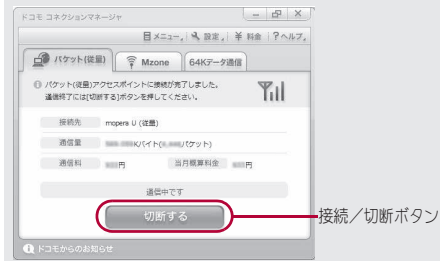 ドコモ コネクションマネージャ
メニュー 設定 ¥ 料金 ? ヘルプ
パケット(従量) Mzone 64Kデータ通信
パケット(従量)アクセスポイントに接続が完了しました。
通信終了には[切断する]ボタンを押してください。
接続先 mopera U (従量)
通信量 Kバイト( パケット)
通信料 円 当月概算料金 円
通信中です
切断する
接続／切断ボタン
ドコモからのお知らせ